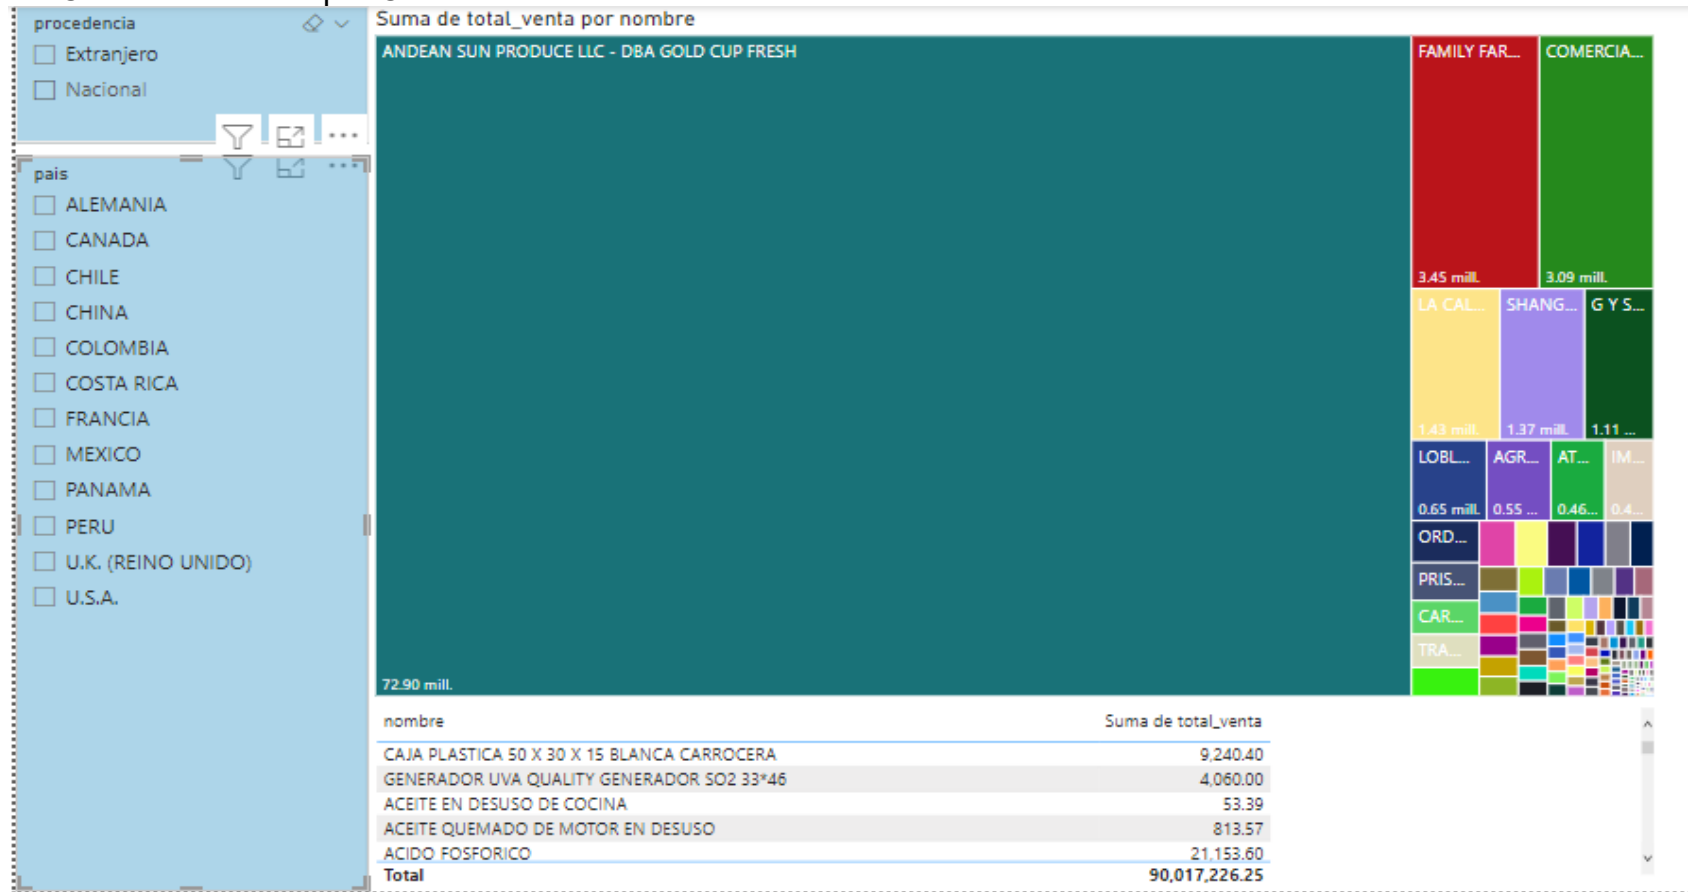 procedencia
Extranjero
Nacional
pais
ALEMANIA
CANADA
CHILE
CHINA
COLOMBIA
COSTA RICA
FRANCIA
MEXICO
PANAMA
PERU
U.K. (REINO UNIDO)
U.S.A.
Suma de total_venta por nombre
ANDEAN SUN PRODUCE LLC - DBA GOLD CUP FRESH
72.90 mill.
FAMILY FAR...
3.45 mill.
COMERCIA...
3.09 mill.
LA CAL...
1.43 mill.
SHANG...
1.37 mill.
G Y S...
1.11 ...
LOBL...
0.65 mill.
AGR...
0.55 ...
AT...
0.46...
IM...
0.4...
ORD...
PRIS...
CAR...
TRA...
nombre Suma de total_venta
CAJA PLASTICA 50 X 30 X 15 BLANCA CARROCERA 9,240.40
GENERADOR UVA QUALITY GENERADOR SO2 33*46 4,060.00
ACEITE EN DESUSO DE COCINA 53.39
ACEITE QUEMADO DE MOTOR EN DESUSO 813.57
ACIDO FOSFORICO 21,153.60
Total 90,017,226.25